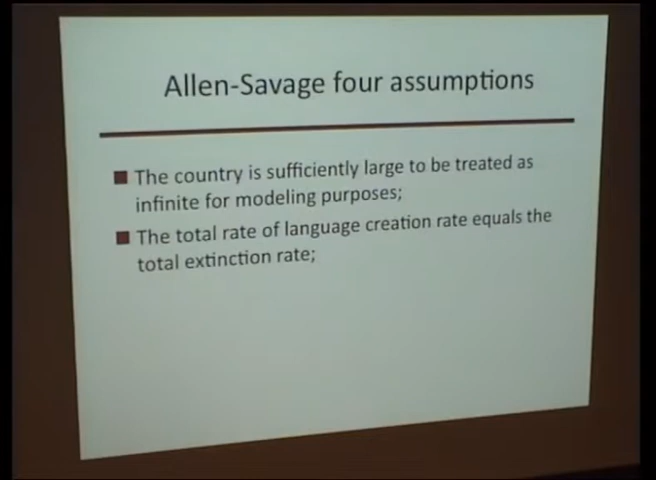 Allen-Savage four assumptions
The country is sufficiently large to be treated as
infinite for modeling purposes;
The total rate of language creation rate equals the
total extinction rate;